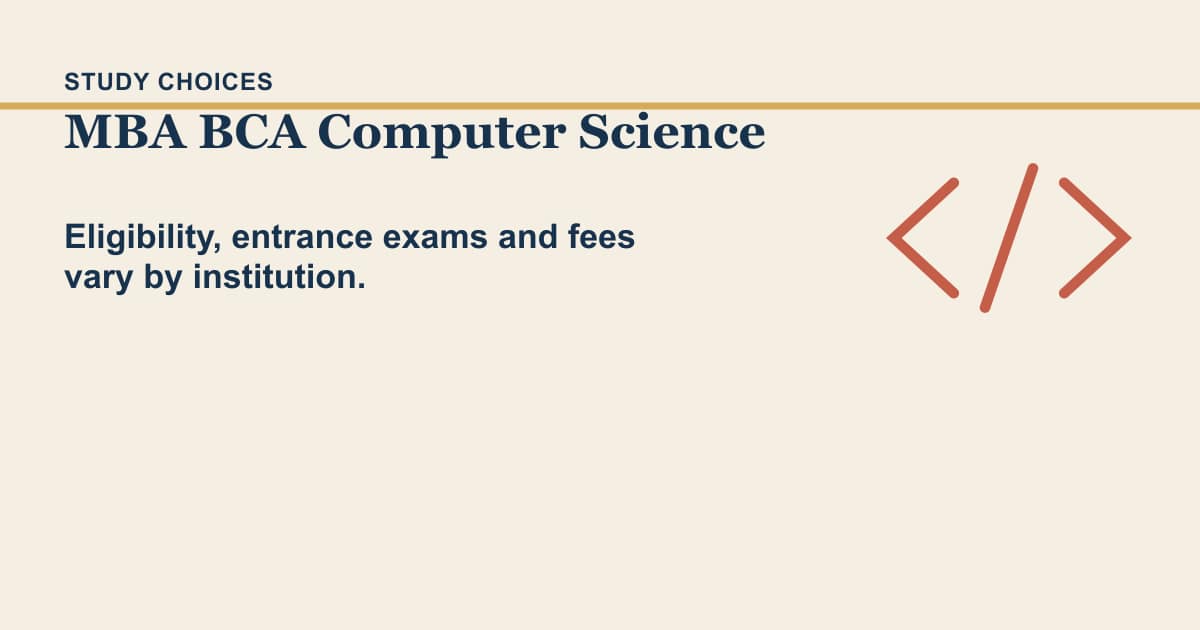 STUDY CHOICES
MBA BCA Computer Science
Eligibility, entrance exams and fees
vary by institution.